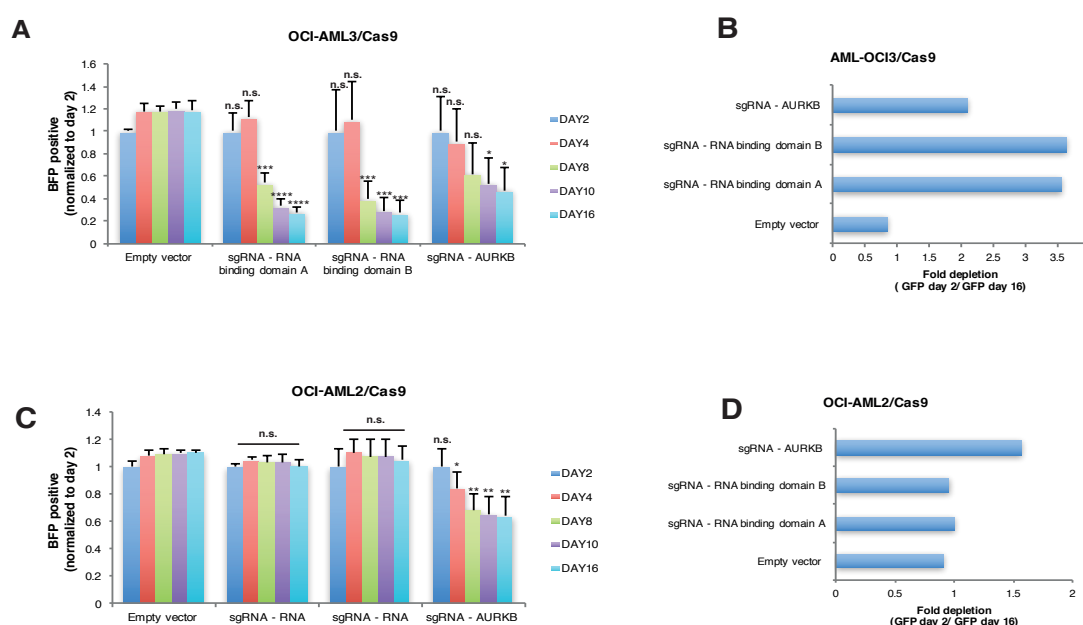 A
OCI-AML3/Cas9
BFP positive
(normalized to day 2)
1.6
1.4
1.2
1
0.8
0.6
0.4
0.2
0
n.s.
n.s.
***
****
****
n.s.
n.s.
***
***
***
n.s.
n.s.
n.s.
*
*
Empty vector
sgRNA - RNA
binding domain A
sgRNA - RNA
binding domain B
sgRNA - AURKB
DAY2
DAY4
DAY8
DAY10
DAY16
B
AML-OCI3/Cas9
sgRNA - AURKB
sgRNA - RNA binding domain B
sgRNA - RNA binding domain A
Empty vector
0 0.5 1 1.5 2 2.5 3 3.5
Fold depletion
( GFP day 2/ GFP day 16)
C
OCI-AML2/Cas9
BFP positive
(normalized to day 2)
1.4
1.2
1
0.8
0.6
0.4
0.2
0
n.s.
n.s.
n.s.
*
**
**
**
Empty vector
sgRNA - RNA
sgRNA - RNA
sgRNA - AURKB
DAY2
DAY4
DAY8
DAY10
DAY16
D
OCI-AML2/Cas9
sgRNA - AURKB
sgRNA - RNA binding domain B
sgRNA - RNA binding domain A
Empty vector
0 0.5 1 1.5 2
Fold depletion
(GFP day 2/ GFP day 16)